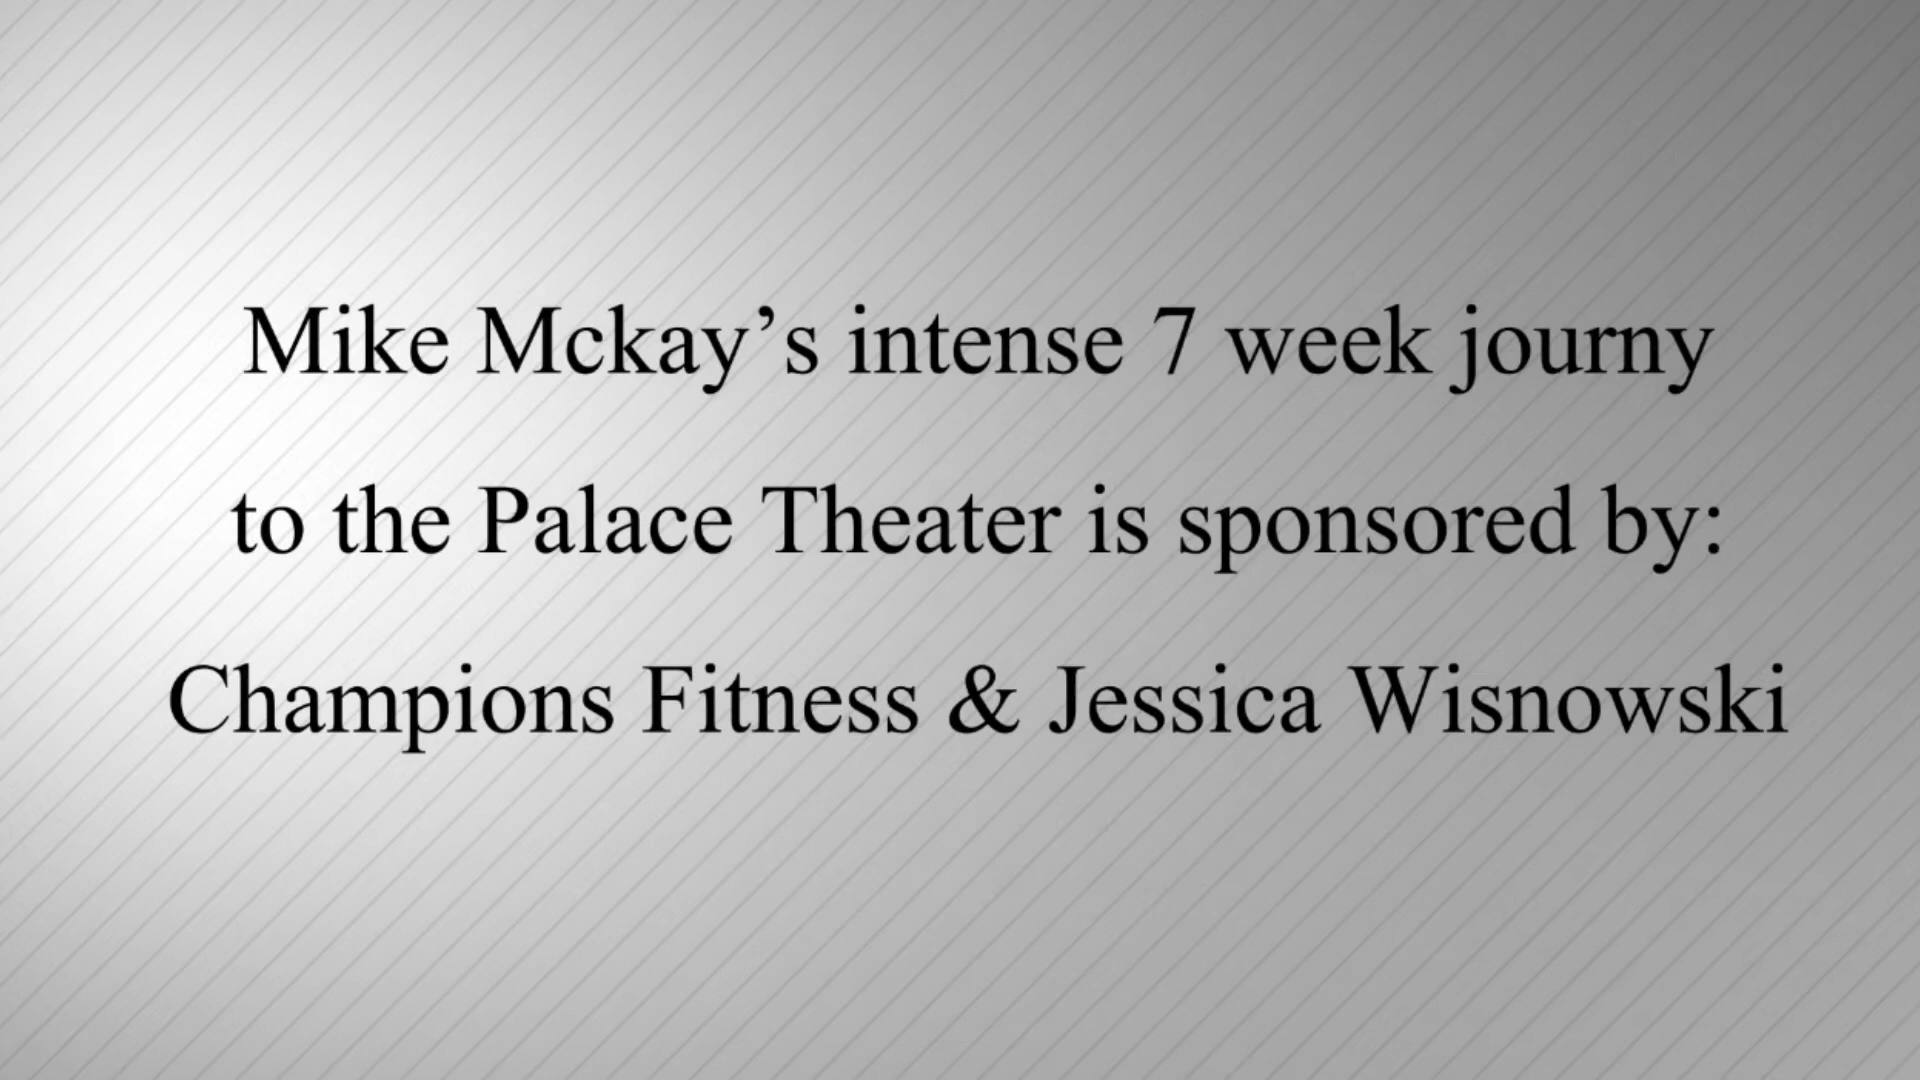 Mike Mckay’s intense 7 week journy
to the Palace Theater is sponsored by:
Champions Fitness & Jessica Wisnowski